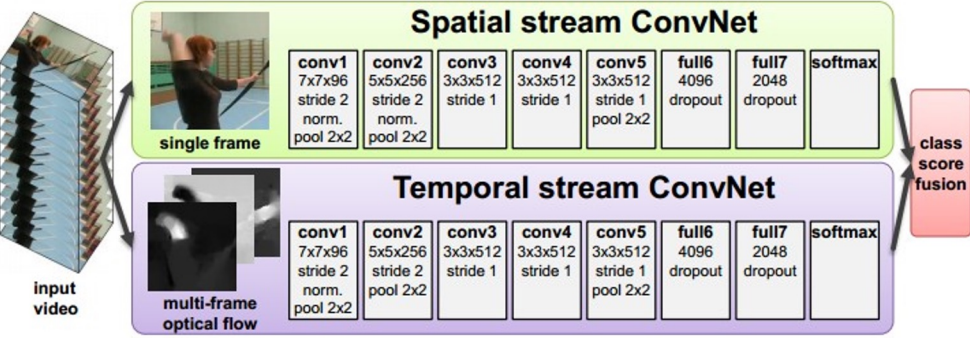 Spatial stream ConvNet
conv1
7x7x96
stride 2
norm.
pool 2x2
conv2
5x5x256
stride 2
norm.
pool 2x2
conv3
3x3x512
stride 1
conv4
3x3x512
stride 1
conv5
3x3x512
stride 1
pool 2x2
full6
4096
dropout
full7
2048
dropout
softmax
single frame
Temporal stream ConvNet
conv1
7x7x96
stride 2
norm.
pool 2x2
conv2
5x5x256
stride 2
pool 2x2
conv3
3x3x512
stride 1
conv4
3x3x512
stride 1
conv5
3x3x512
stride 1
pool 2x2
full6
4096
dropout
full7
2048
dropout
softmax
multi-frame
optical flow
input
video
class
score
fusion